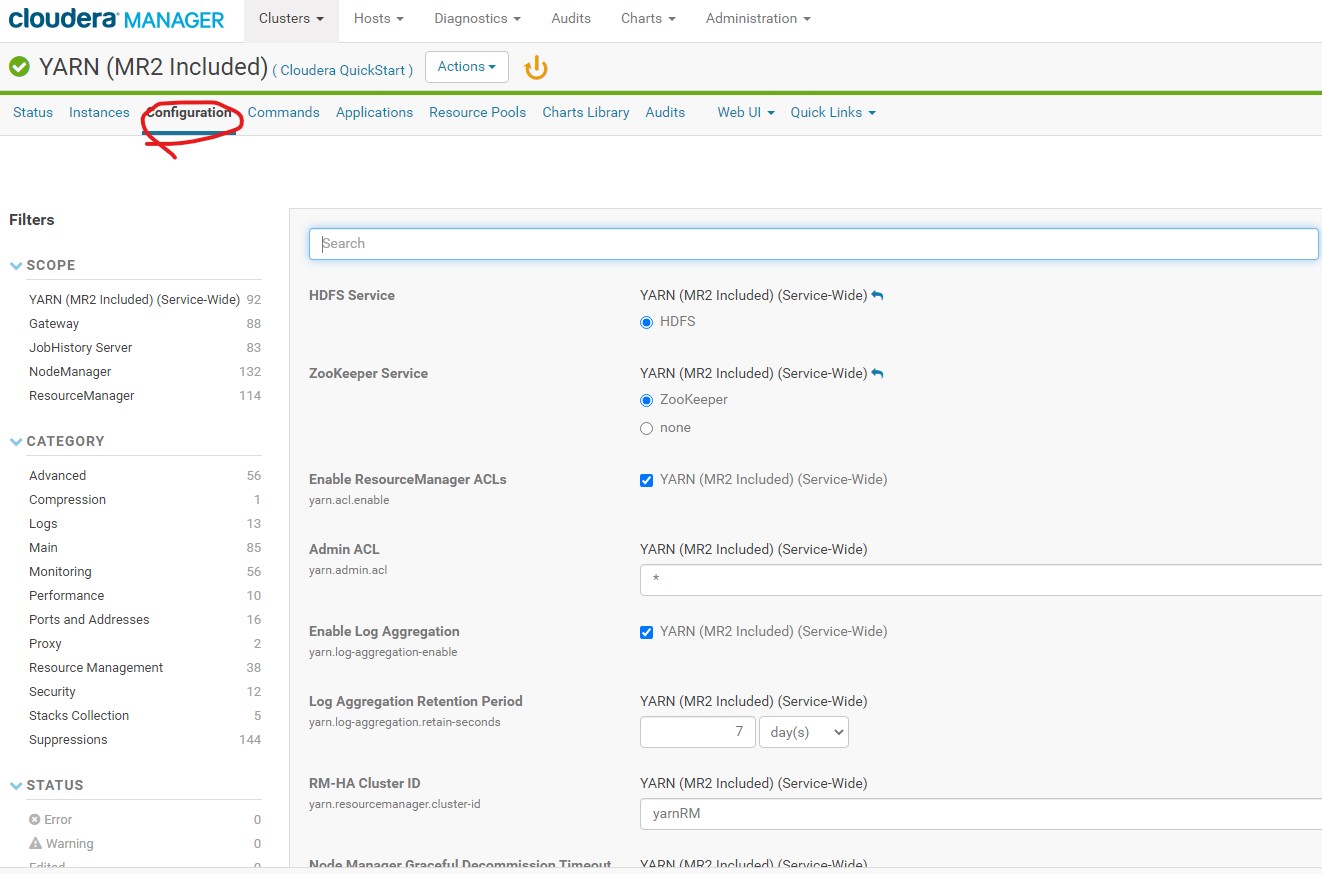 cloudera MANAGER Clusters Hosts Diagnostics Audits Charts Administration
YARN (MR2 Included) ( Cloudera QuickStart ) Actions
Status Instances Configuration Commands Applications Resource Pools Charts Library Audits Web UI Quick Links
Filters
Search
SCOPE
YARN (MR2 Included) (Service-Wide) 92
Gateway 88
JobHistory Server 83
NodeManager 132
ResourceManager 114
CATEGORY
Advanced 56
Compression 1
Logs 13
Main 85
Monitoring 56
Performance 10
Ports and Addresses 16
Proxy 2
Resource Management 38
Security 12
Stacks Collection 5
Suppressions 144
STATUS
Error 0
Warning 0
Edited 0
HDFS Service YARN (MR2 Included) (Service-Wide)
HDFS
ZooKeeper Service YARN (MR2 Included) (Service-Wide)
ZooKeeper
none
Enable ResourceManager ACLs YARN (MR2 Included) (Service-Wide)
yarn.acl.enable
Admin ACL YARN (MR2 Included) (Service-Wide)
yarn.admin.acl *
Enable Log Aggregation YARN (MR2 Included) (Service-Wide)
yarn.log-aggregation-enable
Log Aggregation Retention Period YARN (MR2 Included) (Service-Wide)
yarn.log-aggregation.retain-seconds 7 day(s)
RM-HA Cluster ID YARN (MR2 Included) (Service-Wide)
yarn.resourcemanager.cluster-id yarnRM
Node Manager Graceful Decommission Timeout YARN (MR2 Included) (Service-Wide)